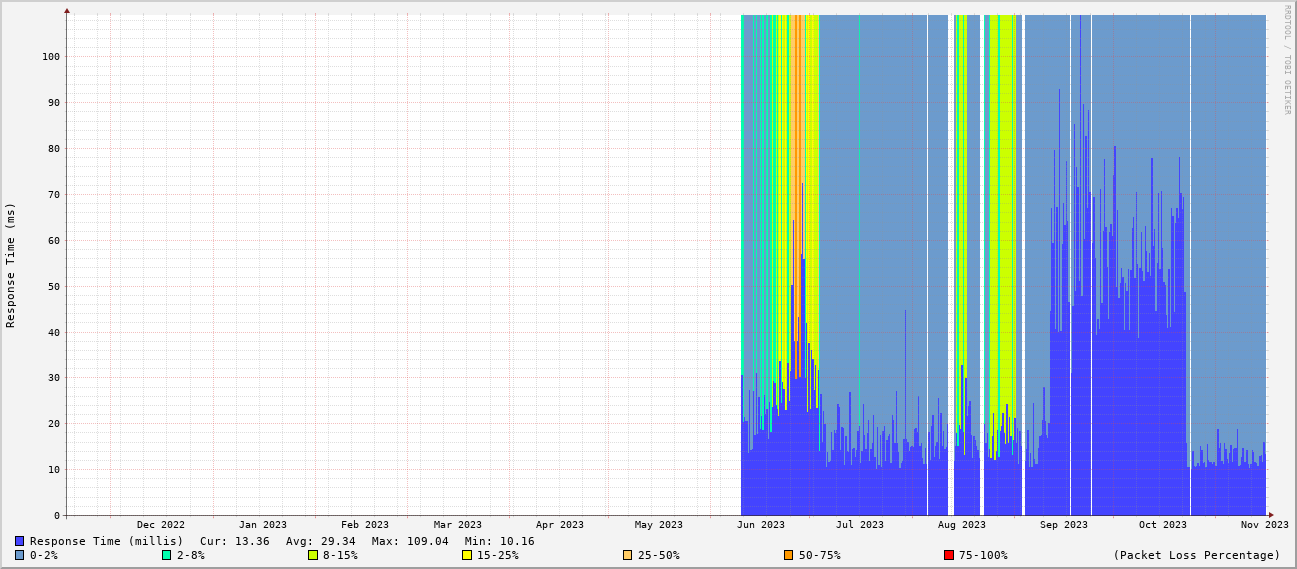 RRDTOOL / TOBI OETIKER
Response Time (ms)
100
90
80
70
60
50
40
30
20
10
0
Dec 2022 Jan 2023 Feb 2023 Mar 2023 Apr 2023 May 2023 Jun 2023 Jul 2023 Aug 2023 Sep 2023 Oct 2023 Nov 2023
Response Time (millis) Cur: 13.36 Avg: 29.34 Max: 109.04 Min: 10.16
0-2% 2-8% 8-15% 15-25% 25-50% 50-75% 75-100% (Packet Loss Percentage)